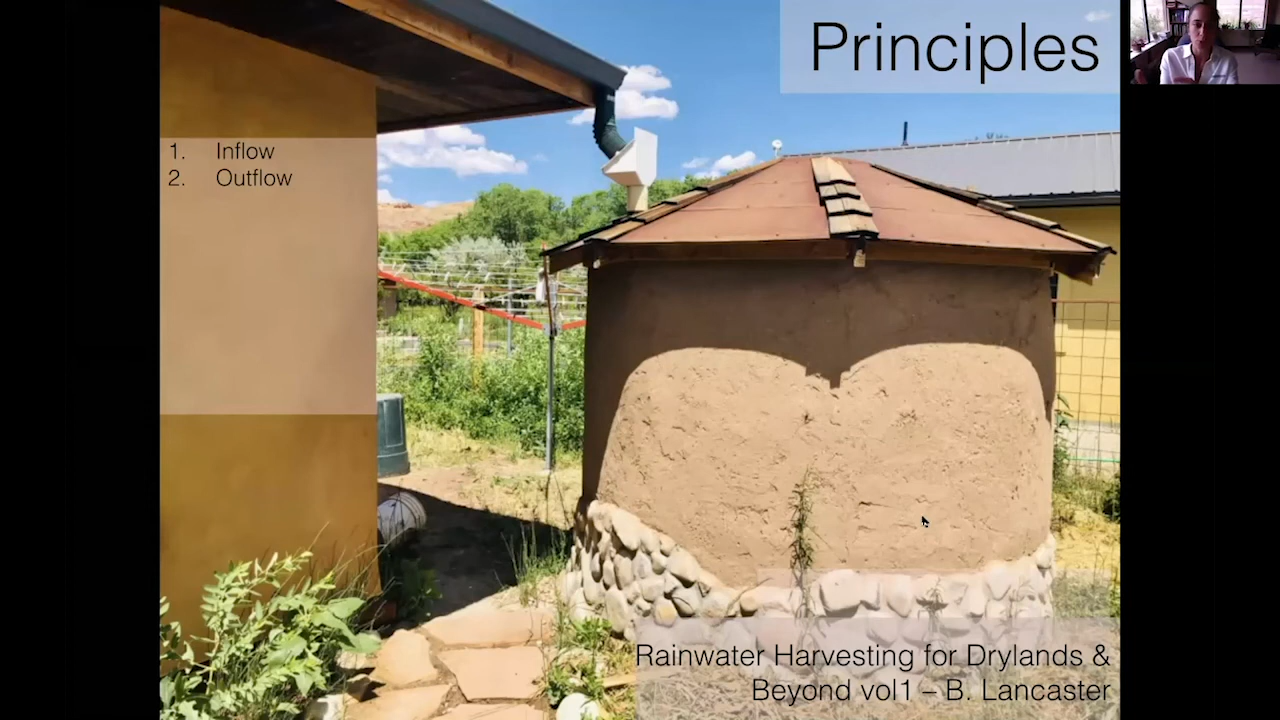 Principles
1. Inflow
2. Outflow
Rainwater Harvesting for Drylands &
Beyond vol1 – B. Lancaster